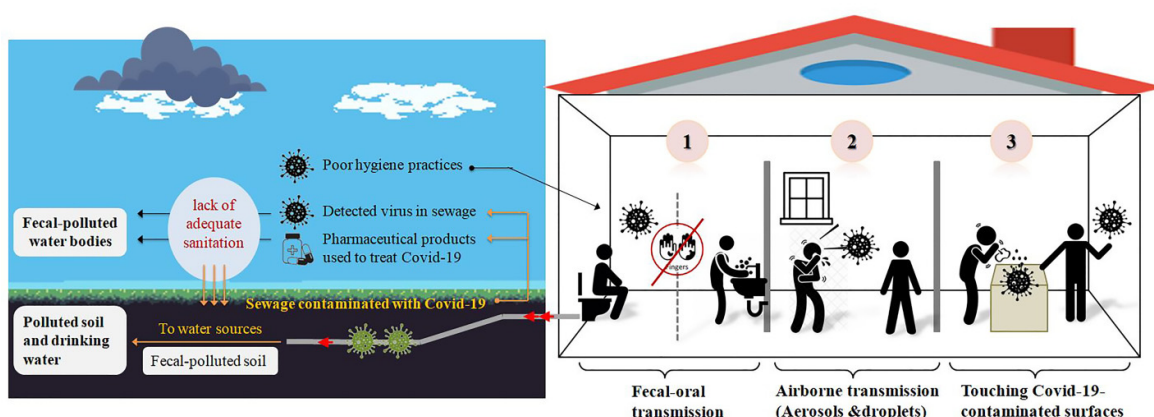 Poor hygiene practices
lack of
adequate
sanitation
Detected virus in sewage
Pharmaceutical products
used to treat Covid-19
Fecal-polluted
water bodies
Sewage contaminated with Covid-19
Polluted soil
and drinking
water
To water sources
Fecal-polluted soil
1
2
3
ingers
Fecal-oral
transmission
Airborne transmission
(Aerosols &droplets)
Touching Covid-19-
contaminated surfaces